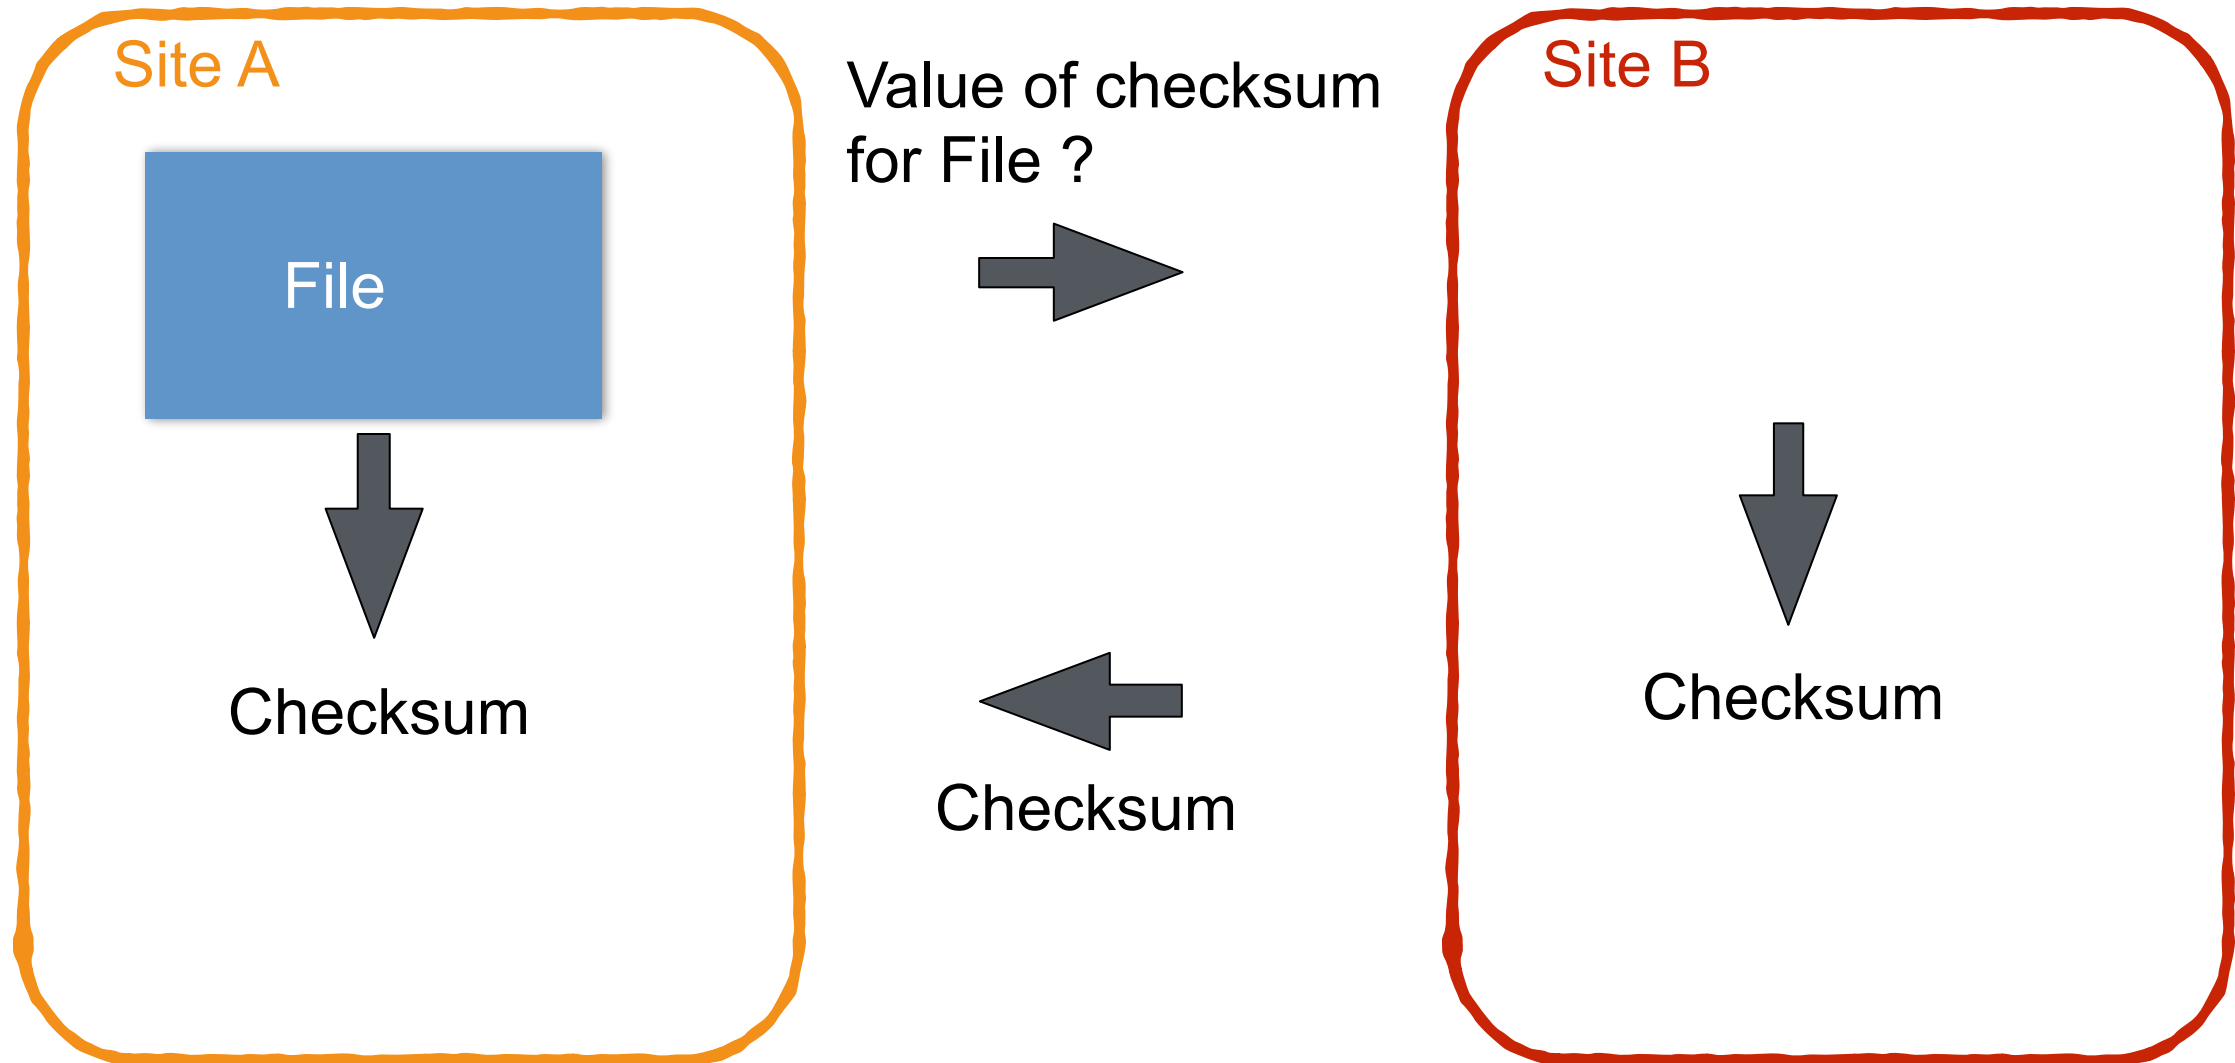 Site A
File
Checksum
Value of checksum
for File ?
Checksum
Site B
Checksum